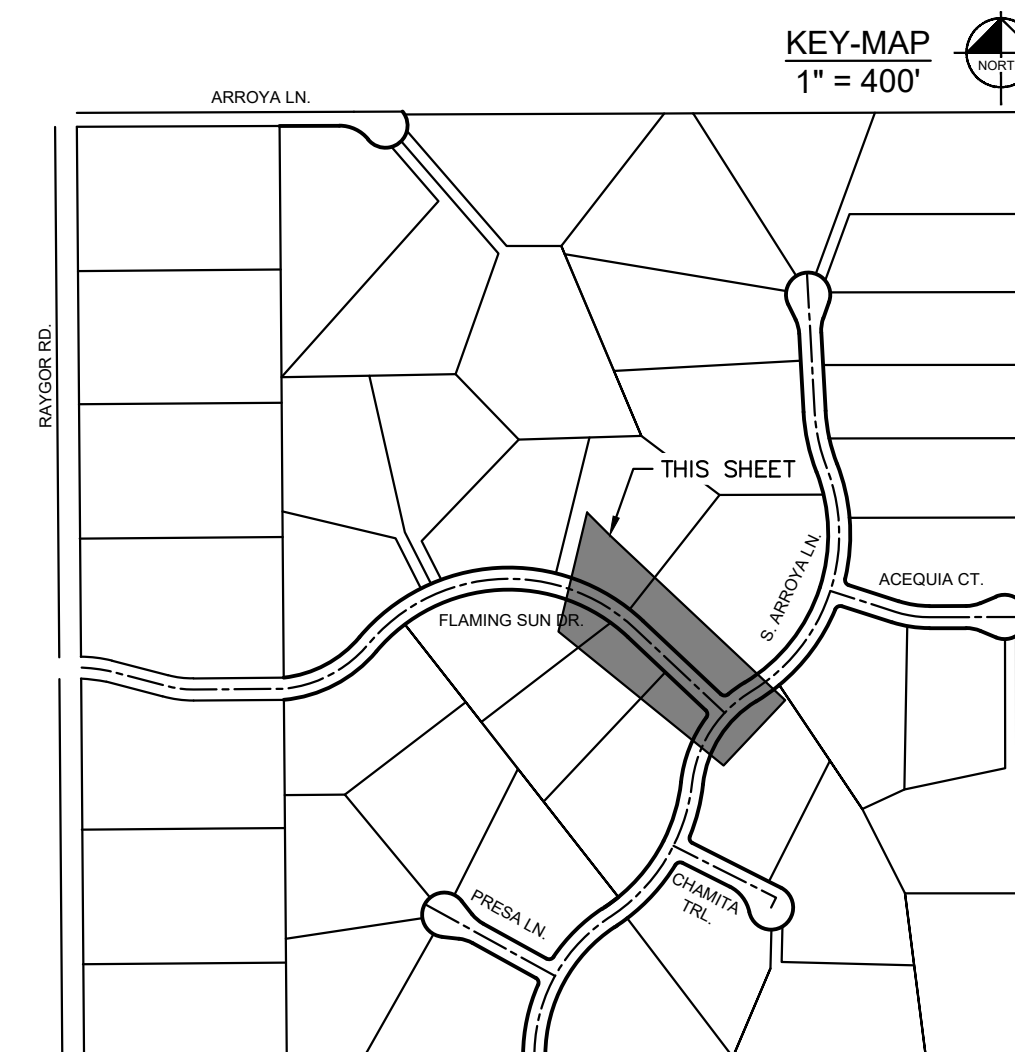 KEY-MAP
1" = 400'
NORT
ARROYA LN.
RAYGOR RD.
THIS SHEET
S. ARROYA LN.
ACEQUIA CT.
FLAMING SUN DR.
PRESA LN.
CHAMITA
TRL.